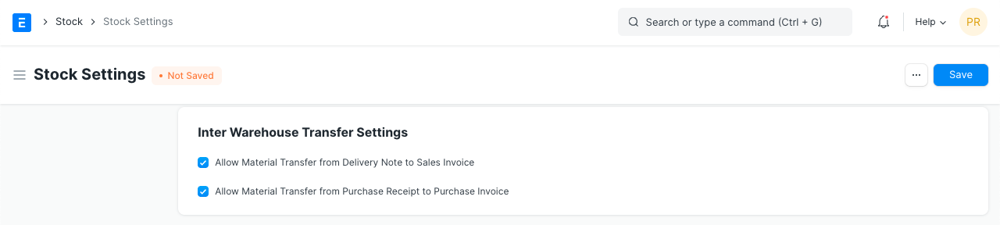 E Stock Stock Settings Search or type a command (Ctrl + G) Help PR
Stock Settings Not Saved ... Save
Inter Warehouse Transfer Settings
Allow Material Transfer from Delivery Note to Sales Invoice
Allow Material Transfer from Purchase Receipt to Purchase Invoice